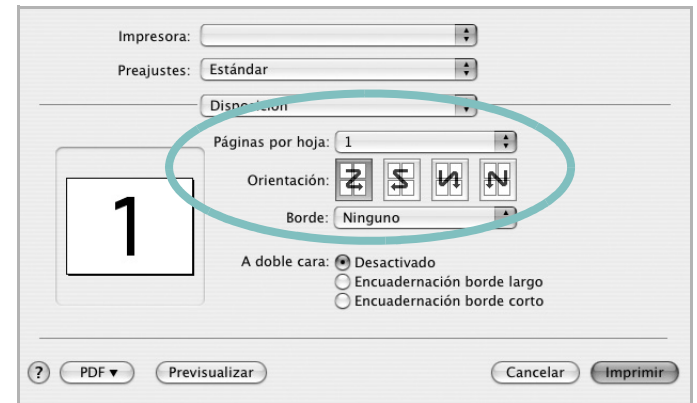 Impresora:
Preajustes: Estándar
Disposición
Páginas por hoja: 1
Orientación:
Borde: Ninguno
1
A doble cara: Desactivado
Encuadernación borde largo
Encuadernación borde corto
? PDF Previsualizar Cancelar Imprimir